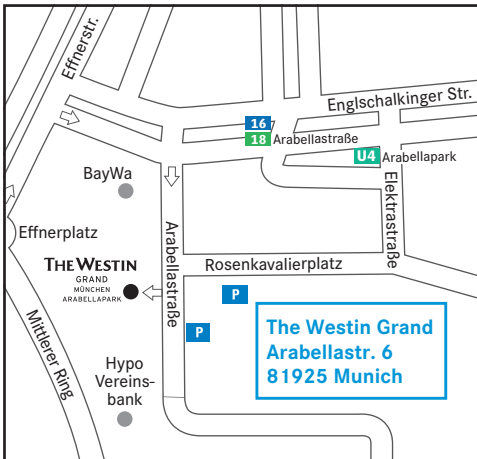 Effnerstr.
Englschalkinger Str.
16
18 Arabellastraße
U4 Arabellapark
BayWa
Elektrastraße
Effnerplatz
Arabellastraße
Rosenkavalierplatz
THE WESTIN
GRAND
MÜNCHEN
ARABELLAPARK
P
P
Mittlerer Ring
The Westin Grand
Arabellastr. 6
81925 Munich
Hypo
Vereins-
bank